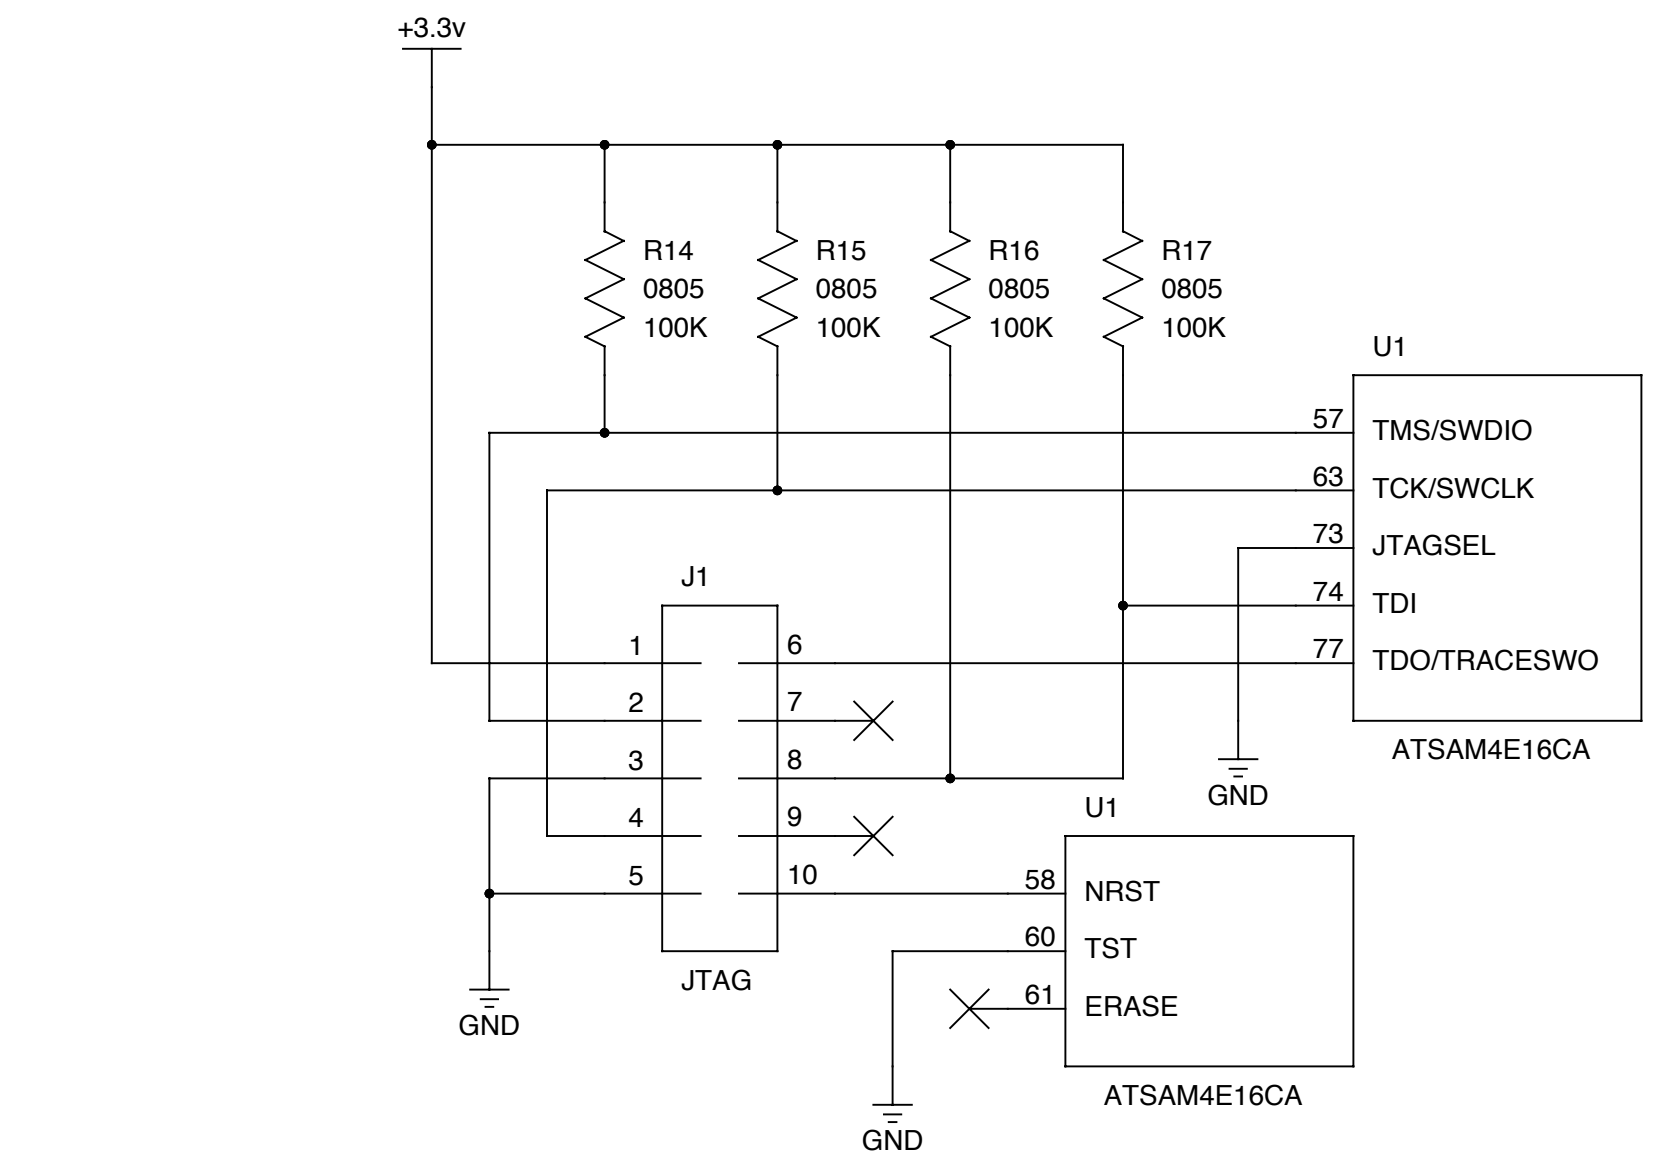 +3.3v
R14
0805
100K
R15
0805
100K
R16
0805
100K
R17
0805
100K
U1
57 TMS/SWDIO
63 TCK/SWCLK
73 JTAGSEL
74 TDI
77 TDO/TRACESWO
ATSAM4E16CA
GND
J1
1 6
2 7
3 8
4 9
5 10
JTAG
GND
U1
58 NRST
60 TST
61 ERASE
ATSAM4E16CA
GND